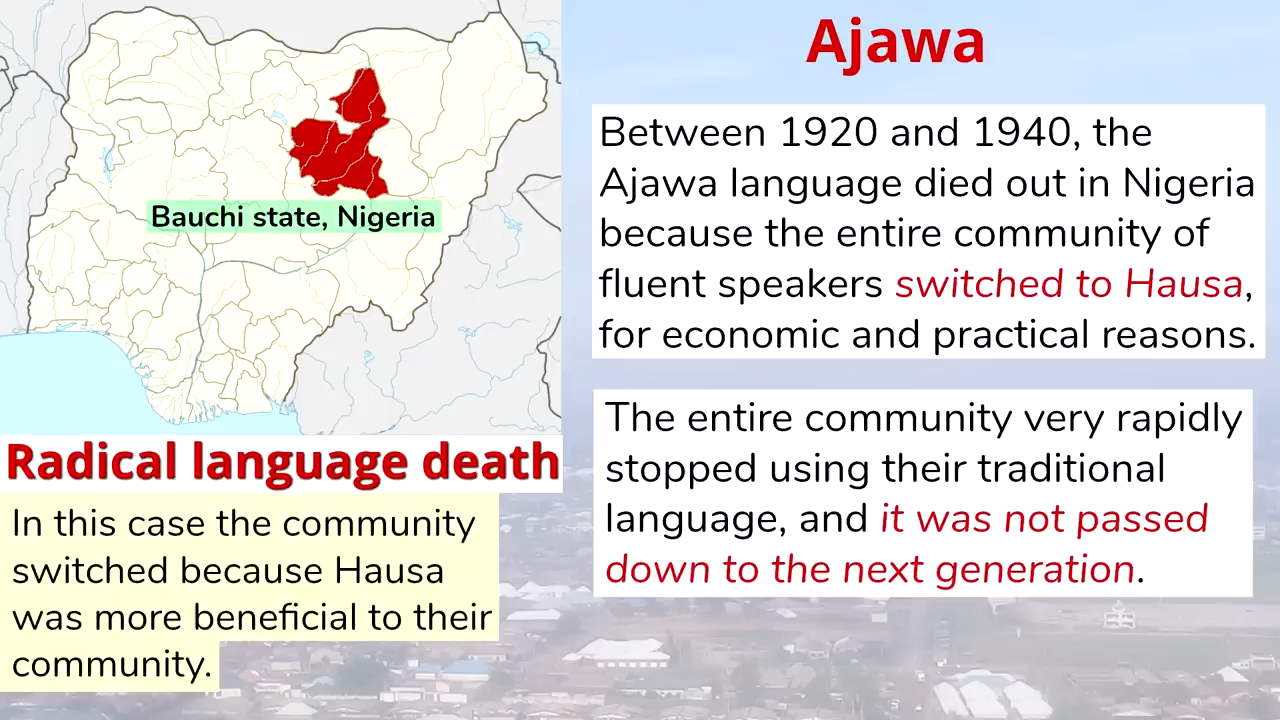 Ajawa
Bauchi state, Nigeria
Between 1920 and 1940, the
Ajawa language died out in Nigeria
because the entire community of
fluent speakers switched to Hausa,
for economic and practical reasons.
The entire community very rapidly
stopped using their traditional
language, and it was not passed
down to the next generation.
Radical language death
In this case the community
switched because Hausa
was more beneficial to their
community.